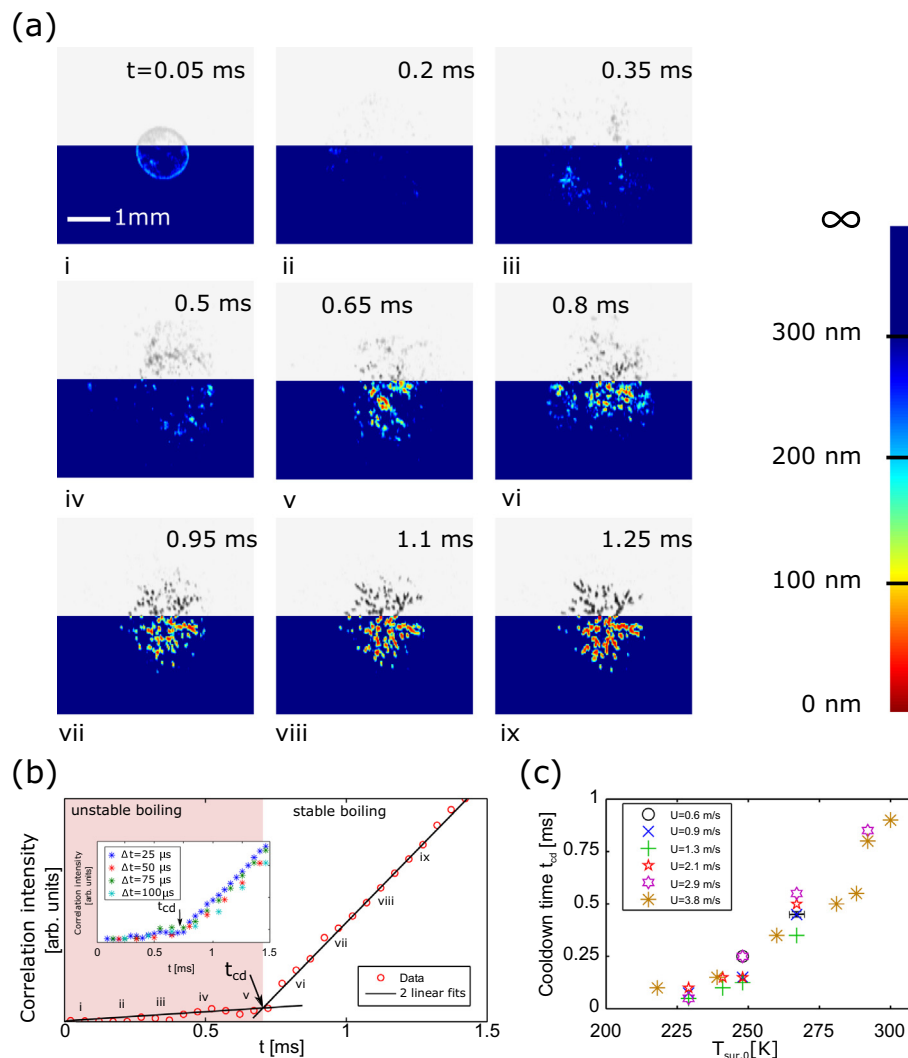 (a)
t=0.05 ms
0.2 ms
0.35 ms
1mm
i
ii
iii
0.5 ms
0.65 ms
0.8 ms
iv
v
vi
0.95 ms
1.1 ms
1.25 ms
vii
viii
ix
∞
300 nm
200 nm
100 nm
0 nm
(b)
unstable boiling
stable boiling
Correlation intensity
[arb. units]
Δt=25 μs
Δt=50 μs
Δt=75 μs
Δt=100μs
Correlation intensity
[arb. units]
tcd
0
0.5
1
1.5
t [ms]
tcd
i
ii
iii
iv
v
vi
vii
viii
ix
Data
2 linear fits
0
0.5
1
1.5
t [ms]
(c)
Cooldown time tcd [ms]
1
0.75
0.5
0.25
0
U=0.6 m/s
U=0.9 m/s
U=1.3 m/s
U=2.1 m/s
U=2.9 m/s
U=3.8 m/s
200
225
250
275
300
Tsur,0[K]